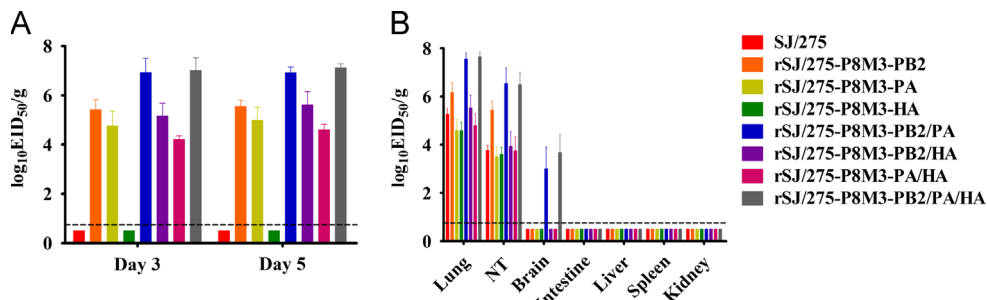 A
log10EID50/g
8
6
4
2
0
Day 3
Day 5
B
log10EID50/g
8
6
4
2
0
Lung
NT
Brain
Intestine
Liver
Spleen
Kidney
SJ/275
rSJ/275-P8M3-PB2
rSJ/275-P8M3-PA
rSJ/275-P8M3-HA
rSJ/275-P8M3-PB2/PA
rSJ/275-P8M3-PB2/HA
rSJ/275-P8M3-PA/HA
rSJ/275-P8M3-PB2/PA/HA